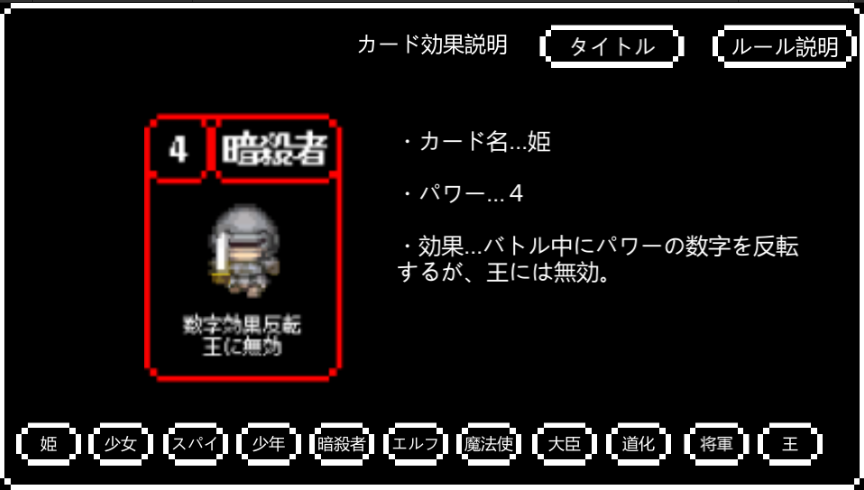 カード効果説明
タイトル
ルール説明
4
暗殺者
数字効果反転
王に無効
・カード名...姫
・パワー...４
・効果...バトル中にパワーの数字を反転
するが、王には無効。
姫
少女
スパイ
少年
暗殺者
エルフ
魔法使
大臣
道化
将軍
王